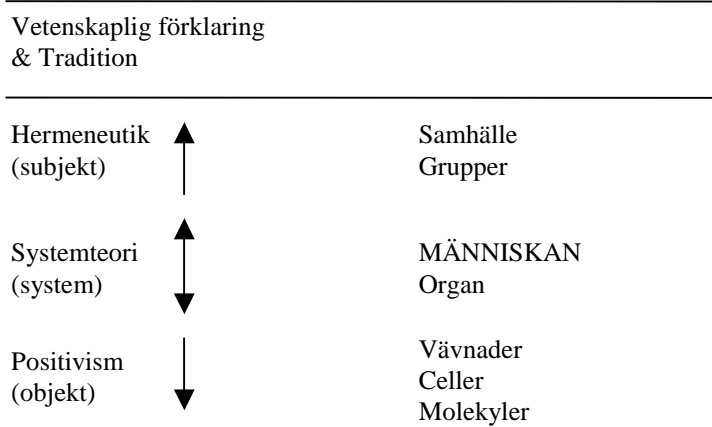 Vetenskaplig förklaring
& Tradition
Hermeneutik
(subjekt)
Samhälle
Grupper
Systemteori
(system)
MÄNNISKAN
Organ
Positivism
(objekt)
Vävnader
Celler
Molekyler